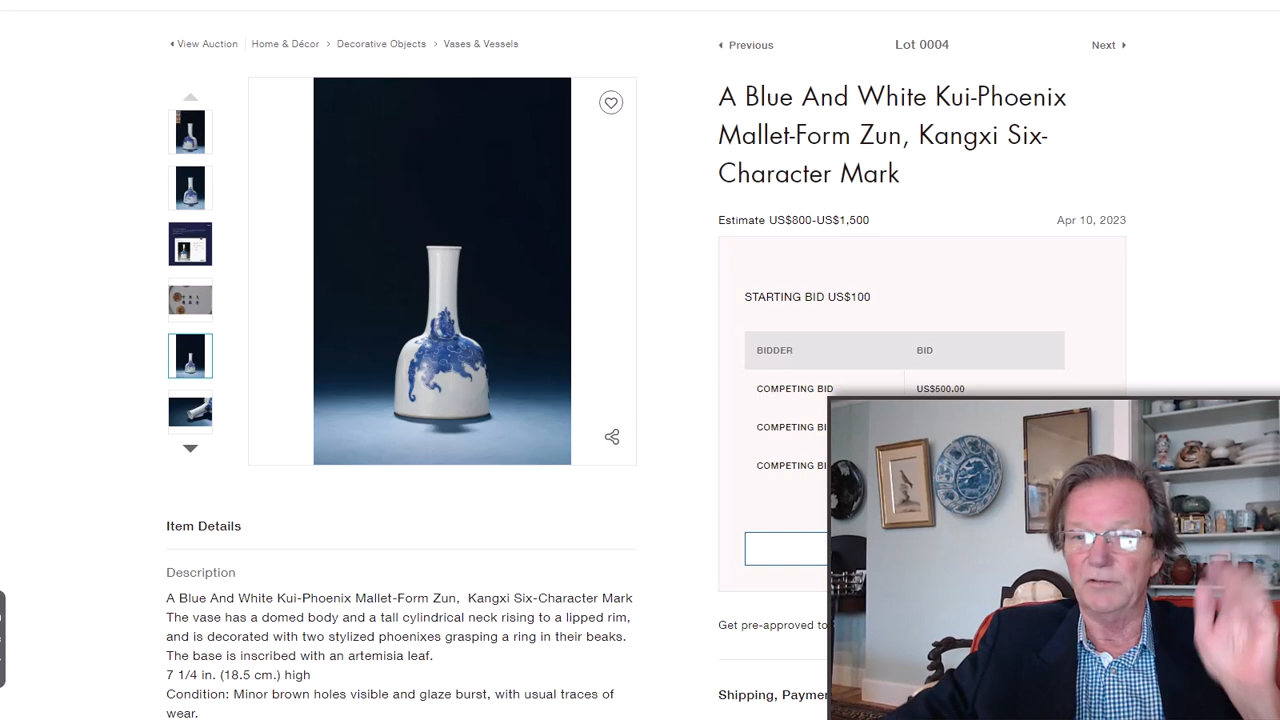 View Auction
Home & Décor
Decorative Objects
Vases & Vessels
Previous
Lot 0004
Next
A Blue And White Kui-Phoenix
Mallet-Form Zun, Kangxi Six-
Character Mark
Estimate US$800-US$1,500
Apr 10, 2023
STARTING BID US$100
BIDDER
BID
COMPETING BID
US$500.00
COMPETING
COMPETING
Get pre-approved to
Shipping,
Item Details
Description
A Blue And White Kui-Phoenix Mallet-Form Zun, Kangxi Six-Character Mark
The vase has a domed body and a tall cylindrical neck rising to a lipped rim,
and is decorated with two stylized phoenixes grasping a ring in their beaks.
The base is inscribed with an artemisia leaf.
7 1/4 in. (18.5 cm.) high
Condition: Minor brown holes visible and glaze burst, with usual traces of
wear.